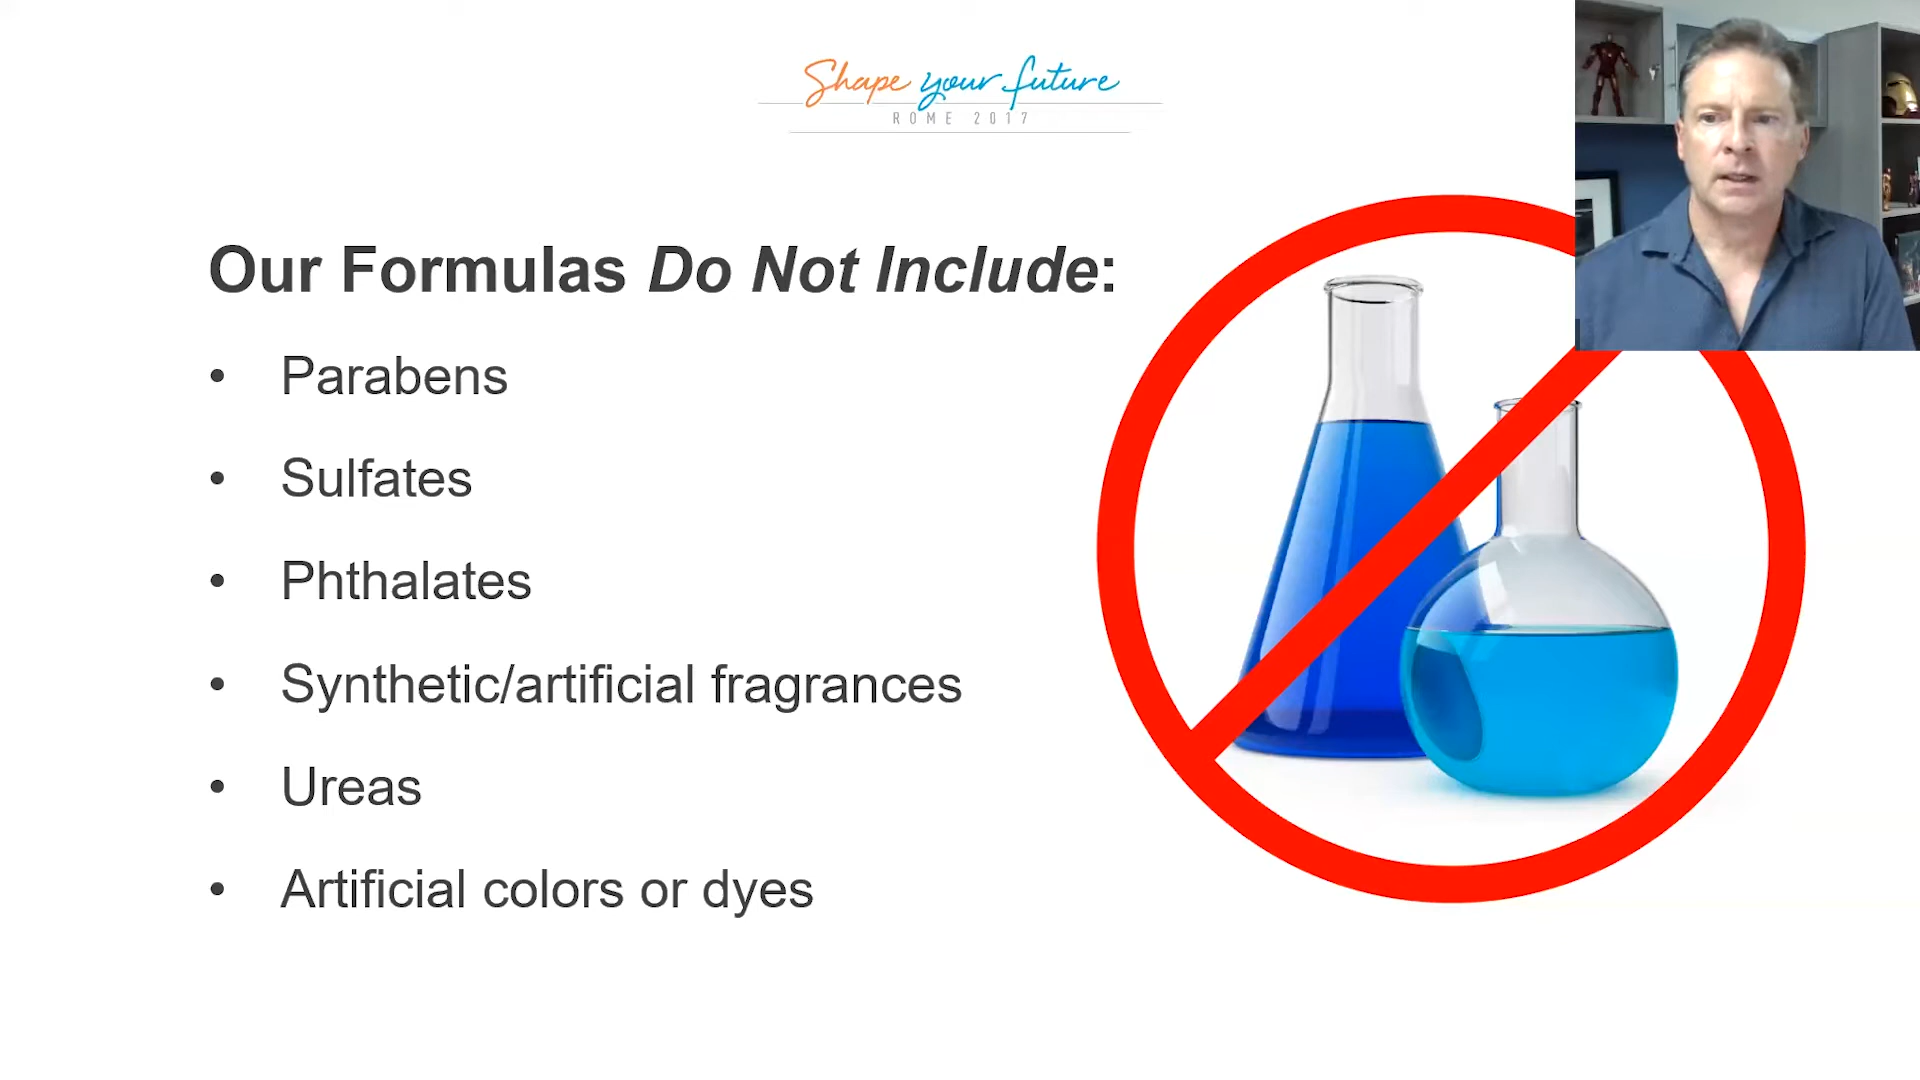 Shape your future
ROME 2017
Our Formulas Do Not Include:
• Parabens
• Sulfates
• Phthalates
• Synthetic/artificial fragrances
• Ureas
• Artificial colors or dyes